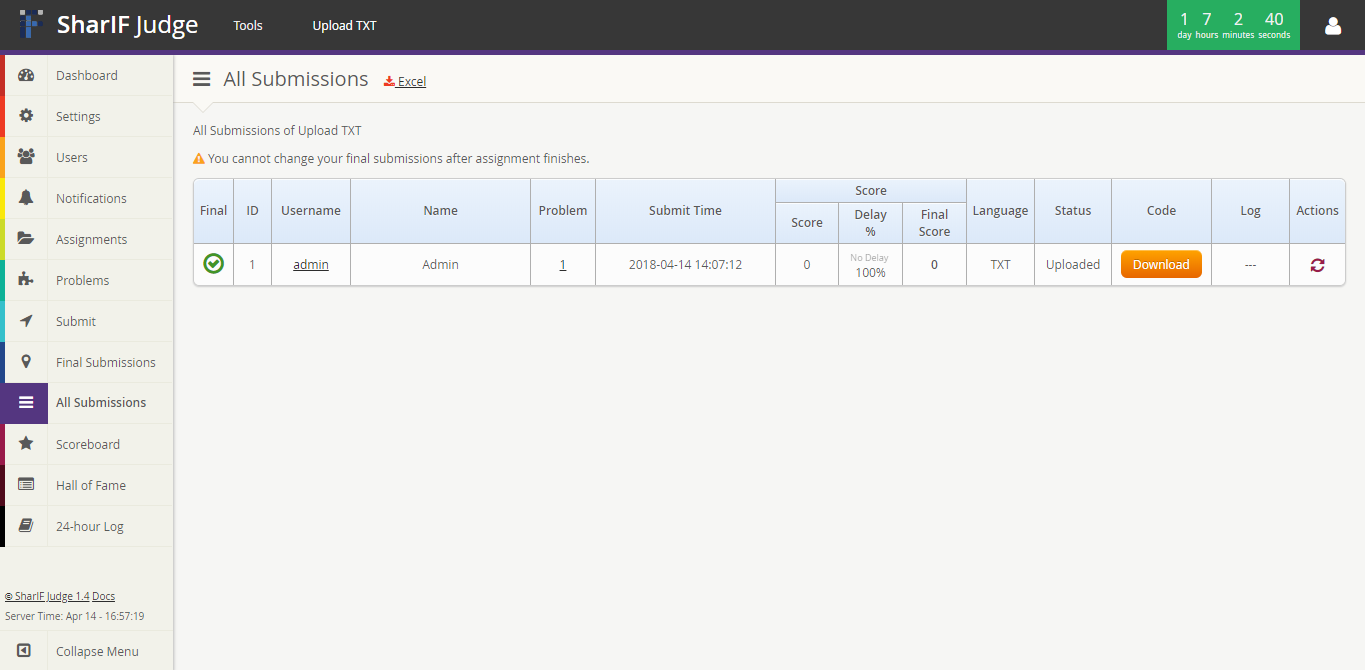 SharIF Judge
Tools
Upload TXT
1 7 2 40
day hours minutes seconds
Dashboard
Settings
Users
Notifications
Assignments
Problems
Submit
Final Submissions
All Submissions
Scoreboard
Hall of Fame
24-hour Log
© SharIF Judge 1.4 Docs
Server Time: Apr 14 - 16:57:19
Collapse Menu
All Submissions
Excel
All Submissions of Upload TXT
You cannot change your final submissions after assignment finishes.
Final ID Username Name Problem Submit Time Score Language Status Code Log Actions
Score Delay % Final Score
1 admin Admin 1 2018-04-14 14:07:12 0 No Delay 100% 0 TXT Uploaded Download ---